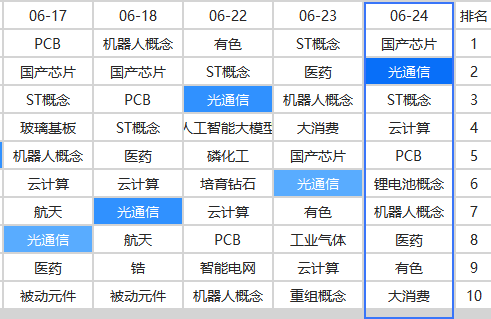 06-17 06-18 06-22 06-23 06-24 排名
PCB 机器人概念 有色 ST概念 国产芯片 1
国产芯片 国产芯片 ST概念 医药 光通信 2
ST概念 PCB 光通信 机器人概念 ST概念 3
玻璃基板 ST概念 人工智能大模型 大消费 云计算 4
机器人概念 医药 磷化工 国产芯片 PCB 5
云计算 云计算 培育钻石 光通信 锂电池概念 6
航天 光通信 云计算 有色 机器人概念 7
光通信 航天 PCB 工业气体 医药 8
医药 锆 智能电网 云计算 有色 9
被动元件 被动元件 机器人概念 重组概念 大消费 10